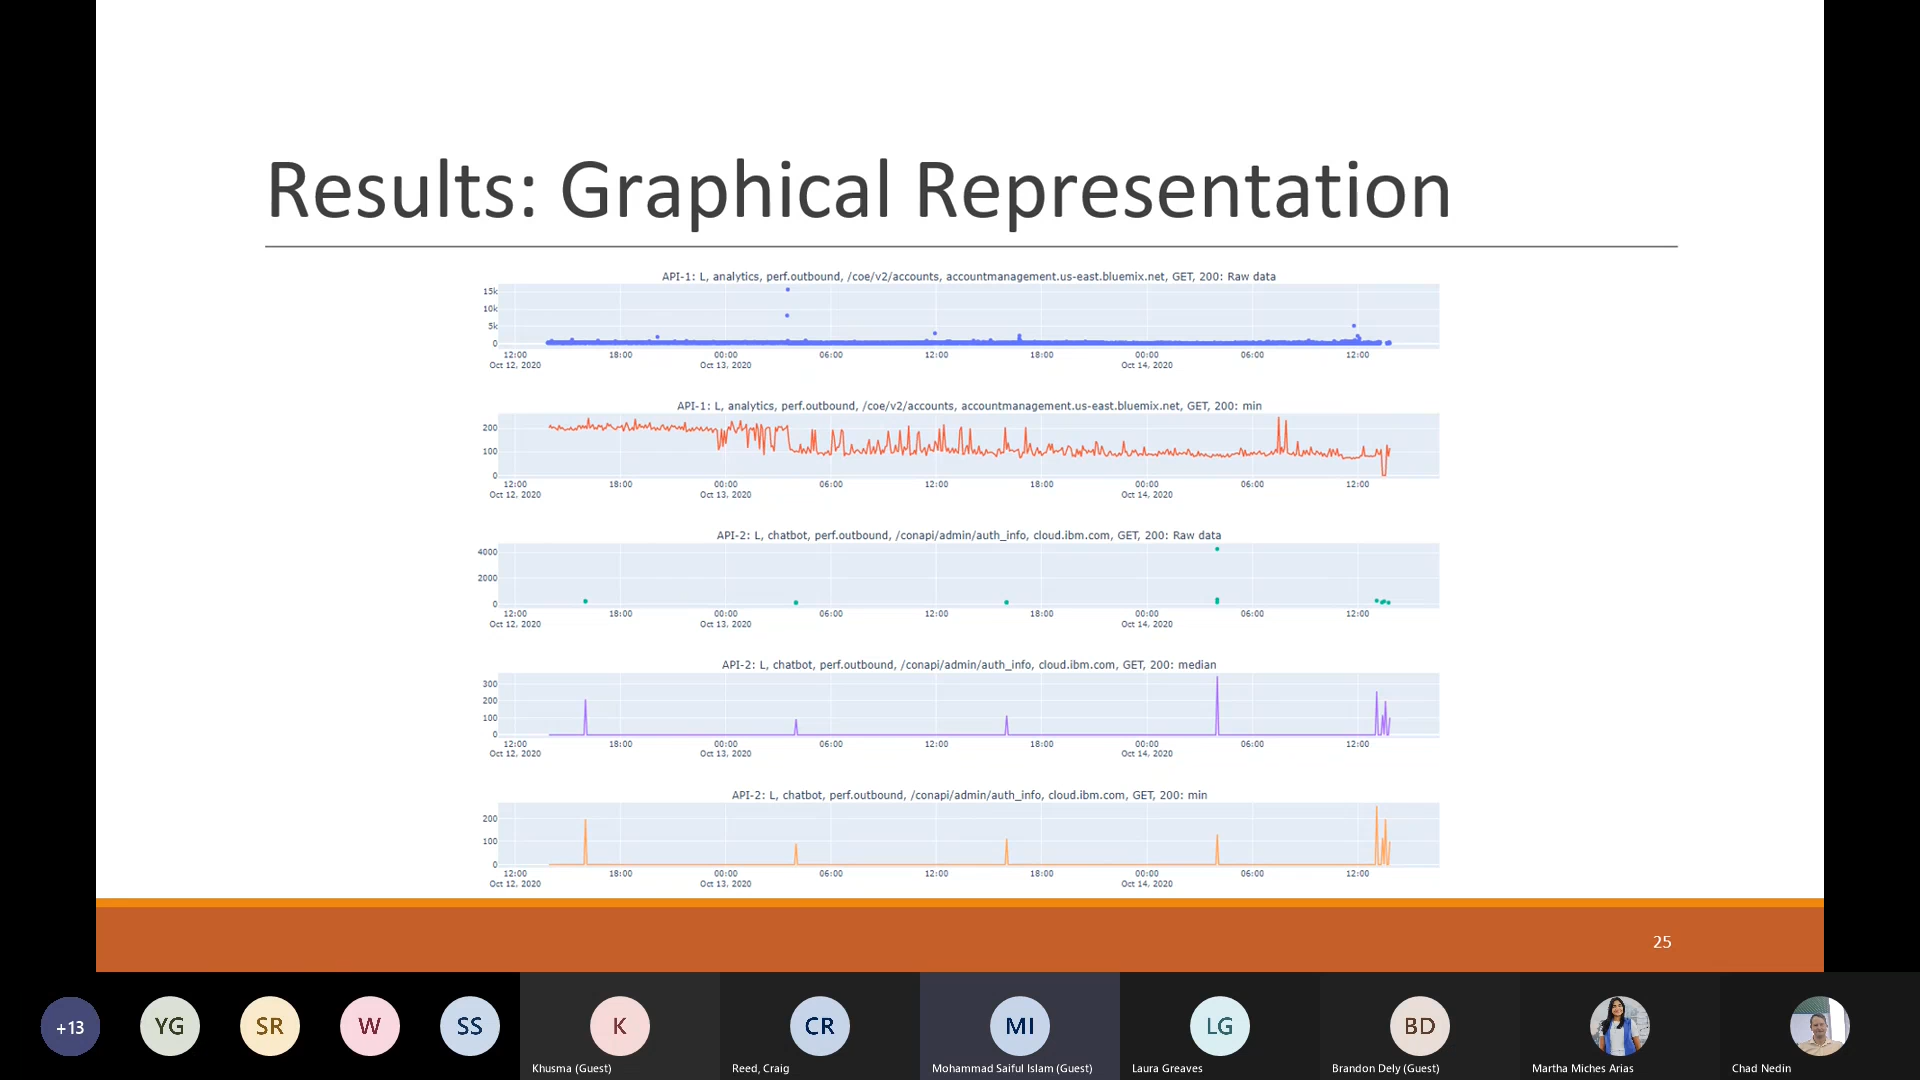 Results: Graphical Representation
API-1: L, analytics, perf.outbound, /coe/v2/accounts, accountmanagement.us-east.bluemix.net, GET, 200: Raw data
15k
10k
5k
0
12:00 18:00 00:00 06:00 12:00 18:00 00:00 06:00 12:00
Oct 12, 2020 Oct 13, 2020 Oct 14, 2020
API-1: L, analytics, perf.outbound, /coe/v2/accounts, accountmanagement.us-east.bluemix.net, GET, 200: min
200
100
0
12:00 18:00 00:00 06:00 12:00 18:00 00:00 06:00 12:00
Oct 12, 2020 Oct 13, 2020 Oct 14, 2020
API-2: L, chatbot, perf.outbound, /conapi/admin/auth_info, cloud.ibm.com, GET, 200: Raw data
4000
2000
0
12:00 18:00 00:00 06:00 12:00 18:00 00:00 06:00 12:00
Oct 12, 2020 Oct 13, 2020 Oct 14, 2020
API-2: L, chatbot, perf.outbound, /conapi/admin/auth_info, cloud.ibm.com, GET, 200: median
300
200
100
0
12:00 18:00 00:00 06:00 12:00 18:00 00:00 06:00 12:00
Oct 12, 2020 Oct 13, 2020 Oct 14, 2020
API-2: L, chatbot, perf.outbound, /conapi/admin/auth_info, cloud.ibm.com, GET, 200: min
200
100
0
12:00 18:00 00:00 06:00 12:00 18:00 00:00 06:00 12:00
Oct 12, 2020 Oct 13, 2020 Oct 14, 2020
25
+13 YG SR W SS K CR MI LG BD
Khusma (Guest) Reed, Craig Mohammad Saiful Islam (Guest) Laura Greaves Brandon Dely (Guest) Martha Miches Arias Chad Nedin